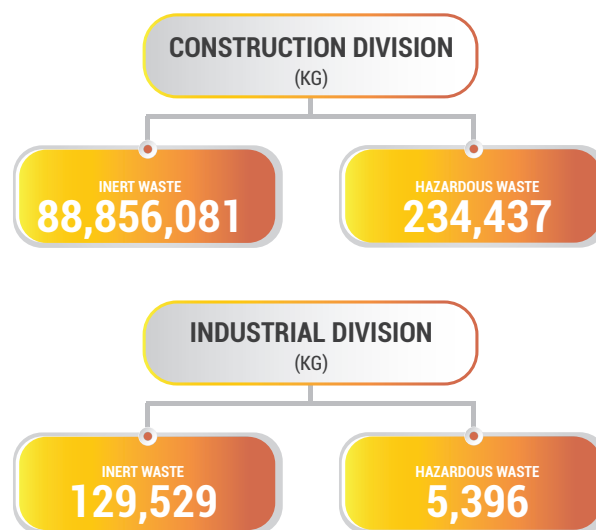 CONSTRUCTION DIVISION
(KG)
INERT WASTE
88,856,081
HAZARDOUS WASTE
234,437
INDUSTRIAL DIVISION
(KG)
INERT WASTE
129,529
HAZARDOUS WASTE
5,396